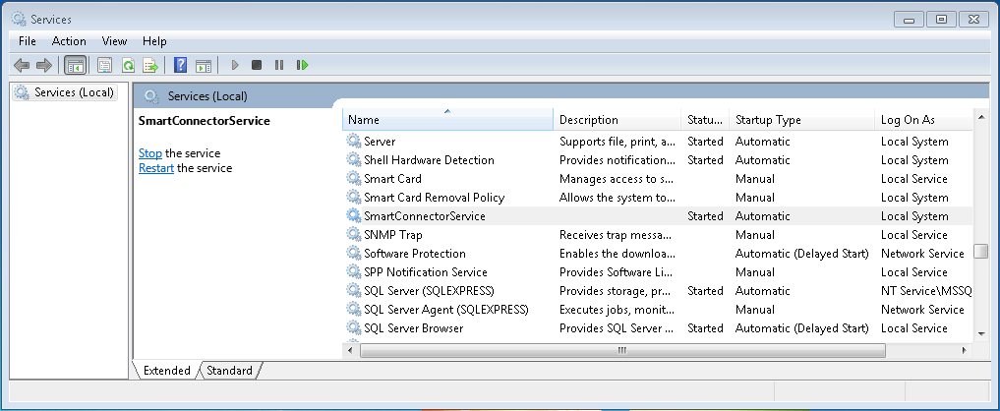 Services
File Action View Help
Services (Local)
Services (Local)
SmartConnectorService
Stop the service
Restart the service
Name Description Statu... Startup Type Log On As
Server Supports file, print, a... Started Automatic Local System
Shell Hardware Detection Provides notification... Started Automatic Local System
Smart Card Manages access to s... Manual Local Service
Smart Card Removal Policy Allows the system to... Manual Local System
SmartConnectorService Started Automatic Local System
SNMP Trap Receives trap messa... Manual Local Service
Software Protection Enables the downloa... Automatic (Delayed Start) Network Service
SPP Notification Service Provides Software Li... Manual Local Service
SQL Server (SQLEXPRESS) Provides storage, pr... Started Automatic NT Service\MSSQ
SQL Server Agent (SQLEXPRESS) Executes jobs, monit... Manual Network Service
SQL Server Browser Provides SQL Server ... Started Automatic (Delayed Start) Local Service
Extended Standard